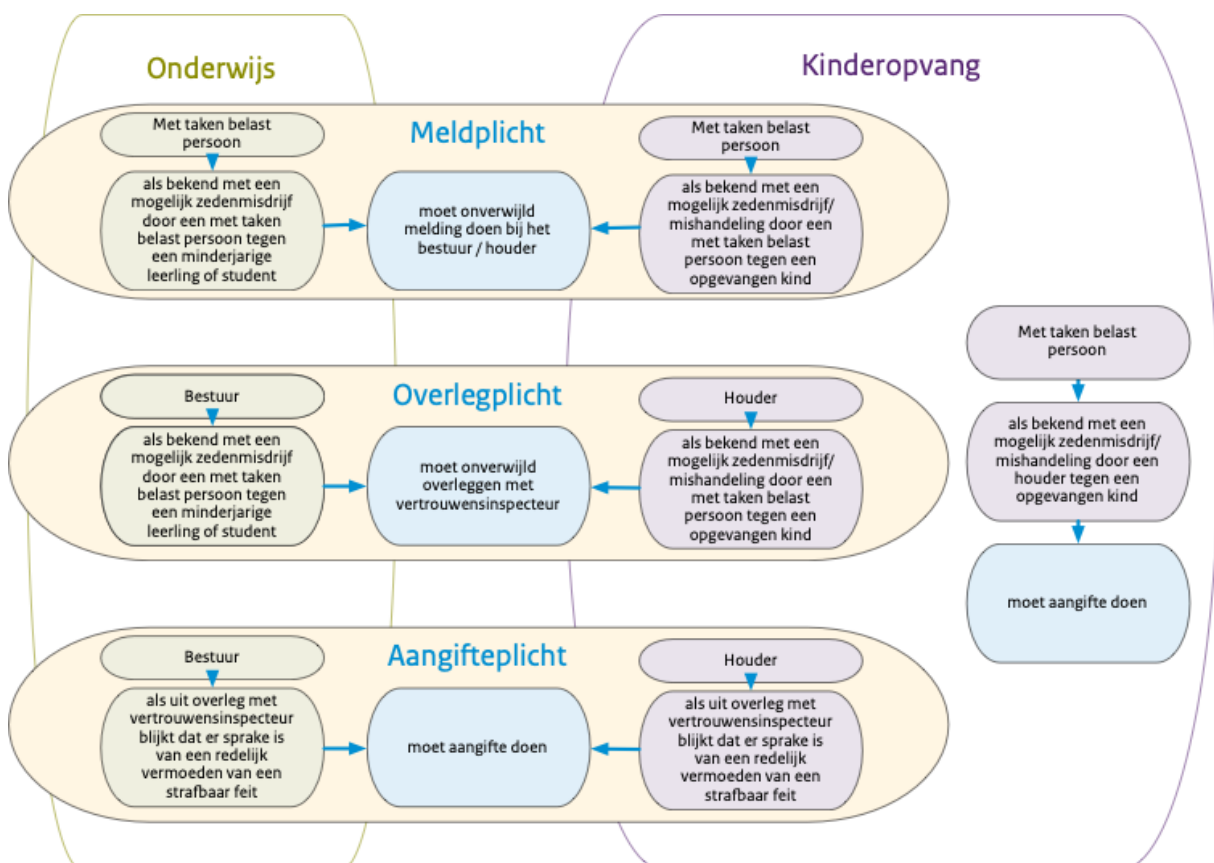 Onderwijs
Kinderopvang
Meldplicht
Met taken belast
persoon
als bekend met een
mogelijk zedenmisdrijf
door een met taken
belast persoon tegen
een minderjarige
leerling of student
moet onverwijld
melding doen bij het
bestuur / houder
Met taken belast
persoon
als bekend met een
mogelijk zedenmisdrijf/
mishandeling door een
met taken belast
persoon tegen een
opgevangen kind
Overlegplicht
Bestuur
als bekend met een
mogelijk zedenmisdrijf
door een met taken
belast persoon tegen
een minderjarige
leerling of student
moet onverwijld
overleggen met
vertrouwensinspecteur
Houder
als bekend met een
mogelijk zedenmisdrijf/
mishandeling door een
met taken belast
persoon tegen een
opgevangen kind
Aangifteplicht
Bestuur
als uit overleg met
vertrouwensinspecteur
blijkt dat er sprake is
van een redelijk
vermoeden van een
strafbaar feit
moet aangifte doen
Houder
als uit overleg met
vertrouwensinspecteur
blijkt dat er sprake is
van een redelijk
vermoeden van een
strafbaar feit
Met taken belast
persoon
als bekend met een
mogelijk zedenmisdrijf/
mishandeling door een
houder tegen een
opgevangen kind
moet aangifte doen